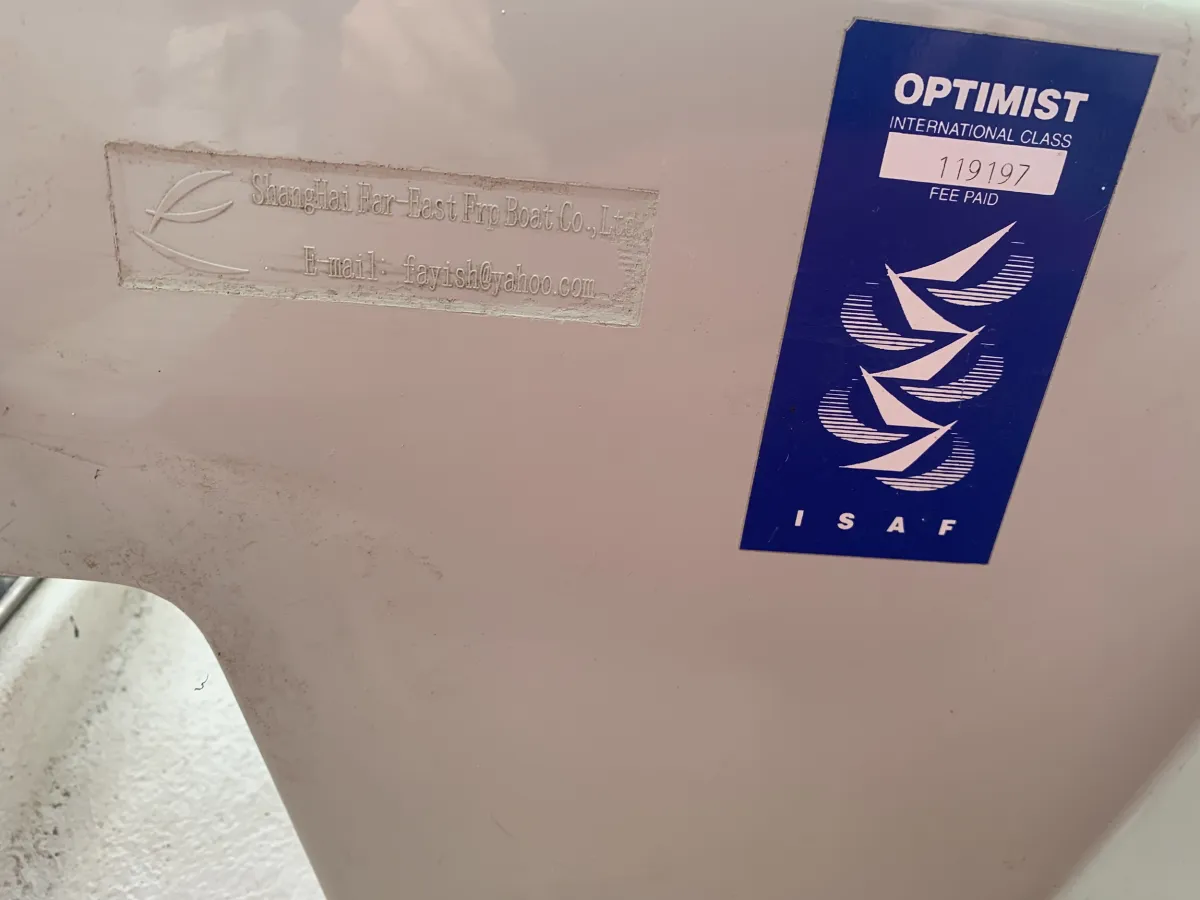 ShangHai Far-East Frp Boat Co.,Ltd
E-mail: fayish@yahoo.com
OPTIMIST
INTERNATIONAL CLASS
119197
FEE PAID
ISAF